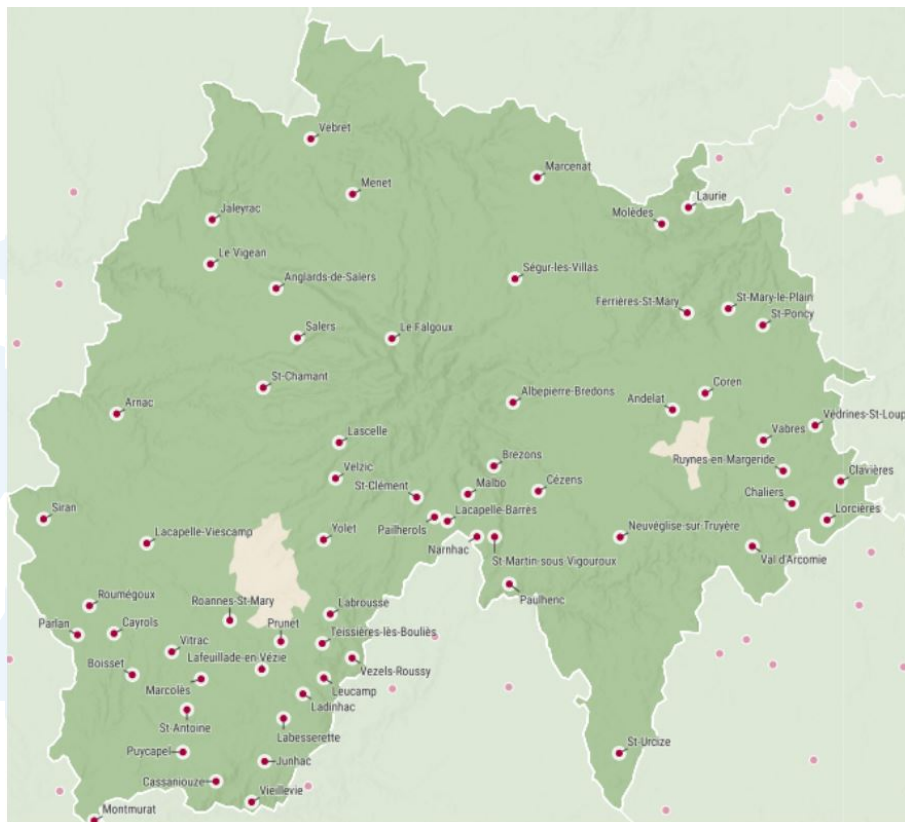 Vebret
Marcenat
Menet
Laurie
Jaleyrac
Molèdes
Le Vigean
Ségur-les-Villas
Anglards-de-Salers
St-Mary-le-Plain
Ferrières-St-Mary
St-Poncy
Salers
Le Falgoux
St-Chamant
Coren
Albepierre-Bredons
Andelat
Arnac
Védrines-St-Loup
Vabres
Lascelle
Brezons
Ruynes-en-Margeride
Velzic
Clavières
Malbo
Cézens
St-Clément
Chaliers
Siran
Lacapelle-Barrès
Lorcières
Pailherols
Yolet
Neuvéglise-sur-Truyère
Lacapelle-Viescamp
Narnhac
St-Martin-sous-Vigouroux
Val d'Arcomie
Roumégoux
Roannes-St-Mary
Labrousse
Paulhenc
Parlan
Cayrols
Prunet
Vitrac
Teissières-lès-Bouliès
Lafeuillade-en-Vézie
Boisset
Vezels-Roussy
Marcolès
Leucamp
Ladinhac
St-Antoine
Labesserette
St-Urcize
Puycapel
Junhac
Cassaniouze
Vieillevie
Montmurat